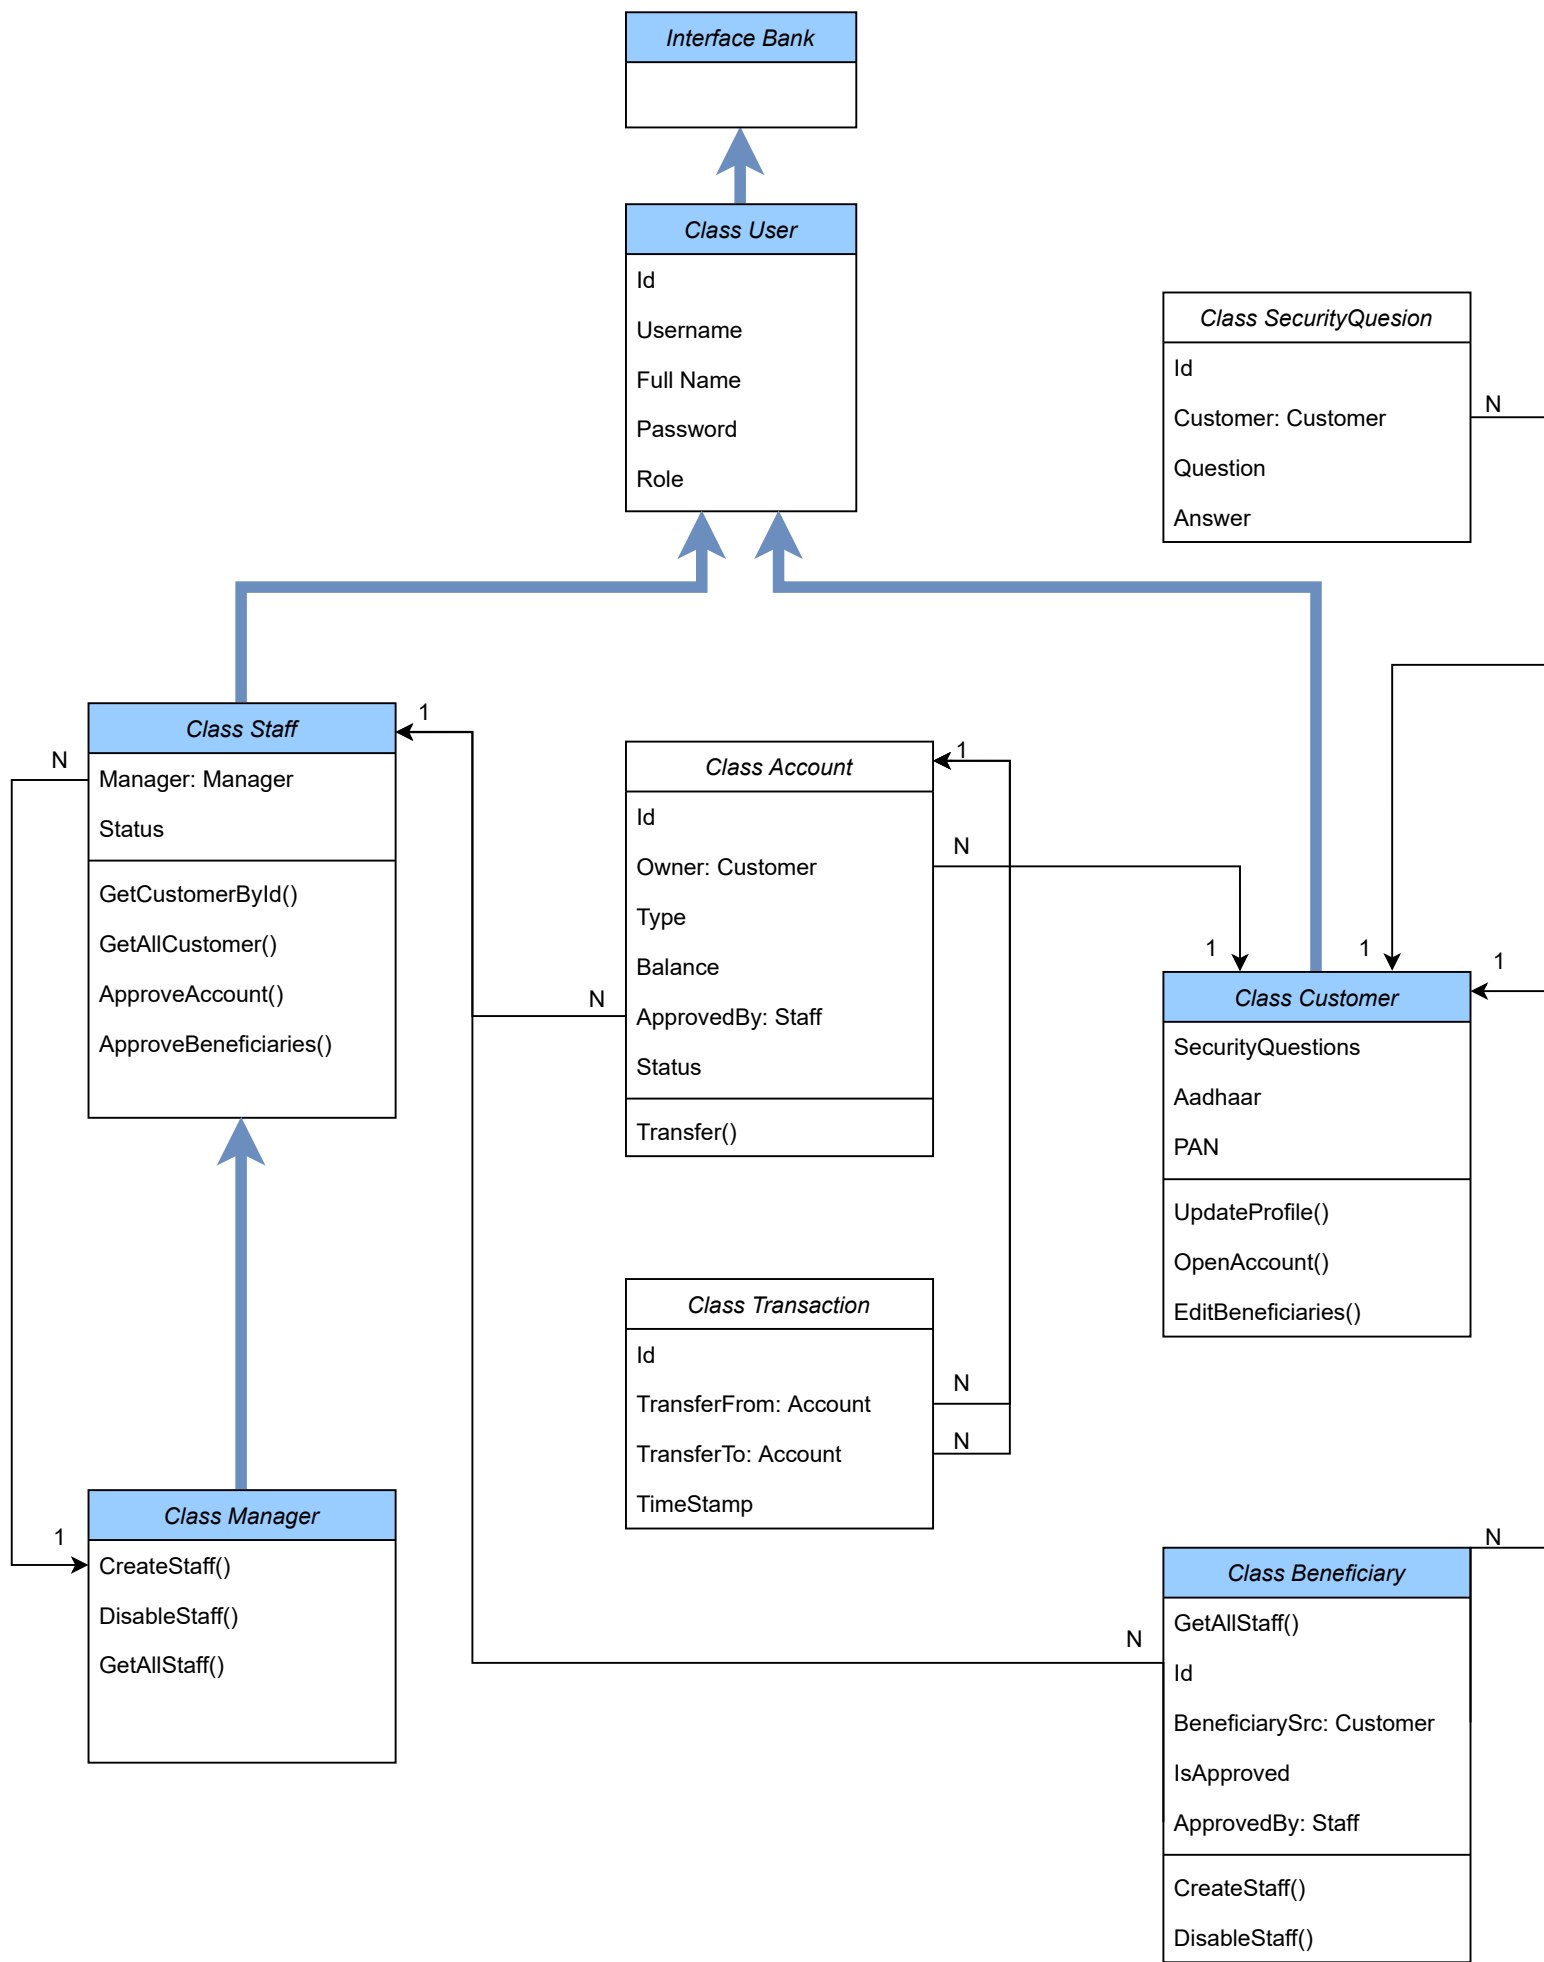 Interface Bank
Class User
Id
Username
Full Name
Password
Role
Class SecurityQuesion
Id
Customer: Customer
Question
Answer
N
Class Staff
Manager: Manager
Status
GetCustomerById()
GetAllCustomer()
ApproveAccount()
ApproveBeneficiaries()
N
1
Class Account
Id
Owner: Customer
Type
Balance
ApprovedBy: Staff
Status
Transfer()
1
N
N
1
1
1
Class Customer
SecurityQuestions
Aadhaar
PAN
UpdateProfile()
OpenAccount()
EditBeneficiaries()
Class Transaction
Id
TransferFrom: Account
TransferTo: Account
TimeStamp
N
N
Class Manager
CreateStaff()
DisableStaff()
GetAllStaff()
1
Class Beneficiary
GetAllStaff()
Id
BeneficiarySrc: Customer
IsApproved
ApprovedBy: Staff
CreateStaff()
DisableStaff()
N
N